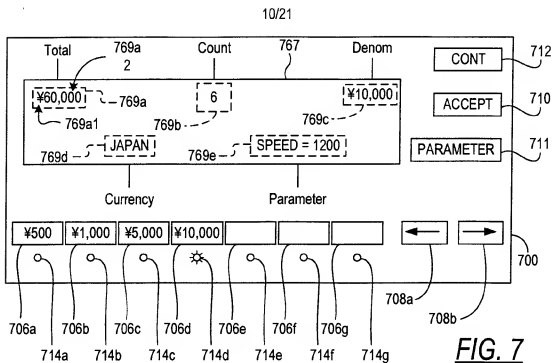 10/21
Total 769a 2 Count 767 Denom CONT 712
¥60,000 769a 6 ¥10,000 ACCEPT 710
769a1 769b 769c
769d JAPAN 769e SPEED = 1200 PARAMETER 711
Currency Parameter
¥500 ¥1,000 ¥5,000 ¥10,000 ← → 700
708a 708b
706a 706b 706c 706d 706e 706f 706g
714a 714b 714c 714d 714e 714f 714g
FIG. 7